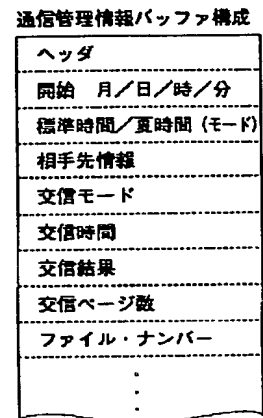 通信管理情報バッファ構成
ヘッダ
開始 月／日／時／分
標準時間／夏時間（モード）
相手先情報
交信モード
交信時間
交信結果
交信ページ数
ファイル・ナンバー